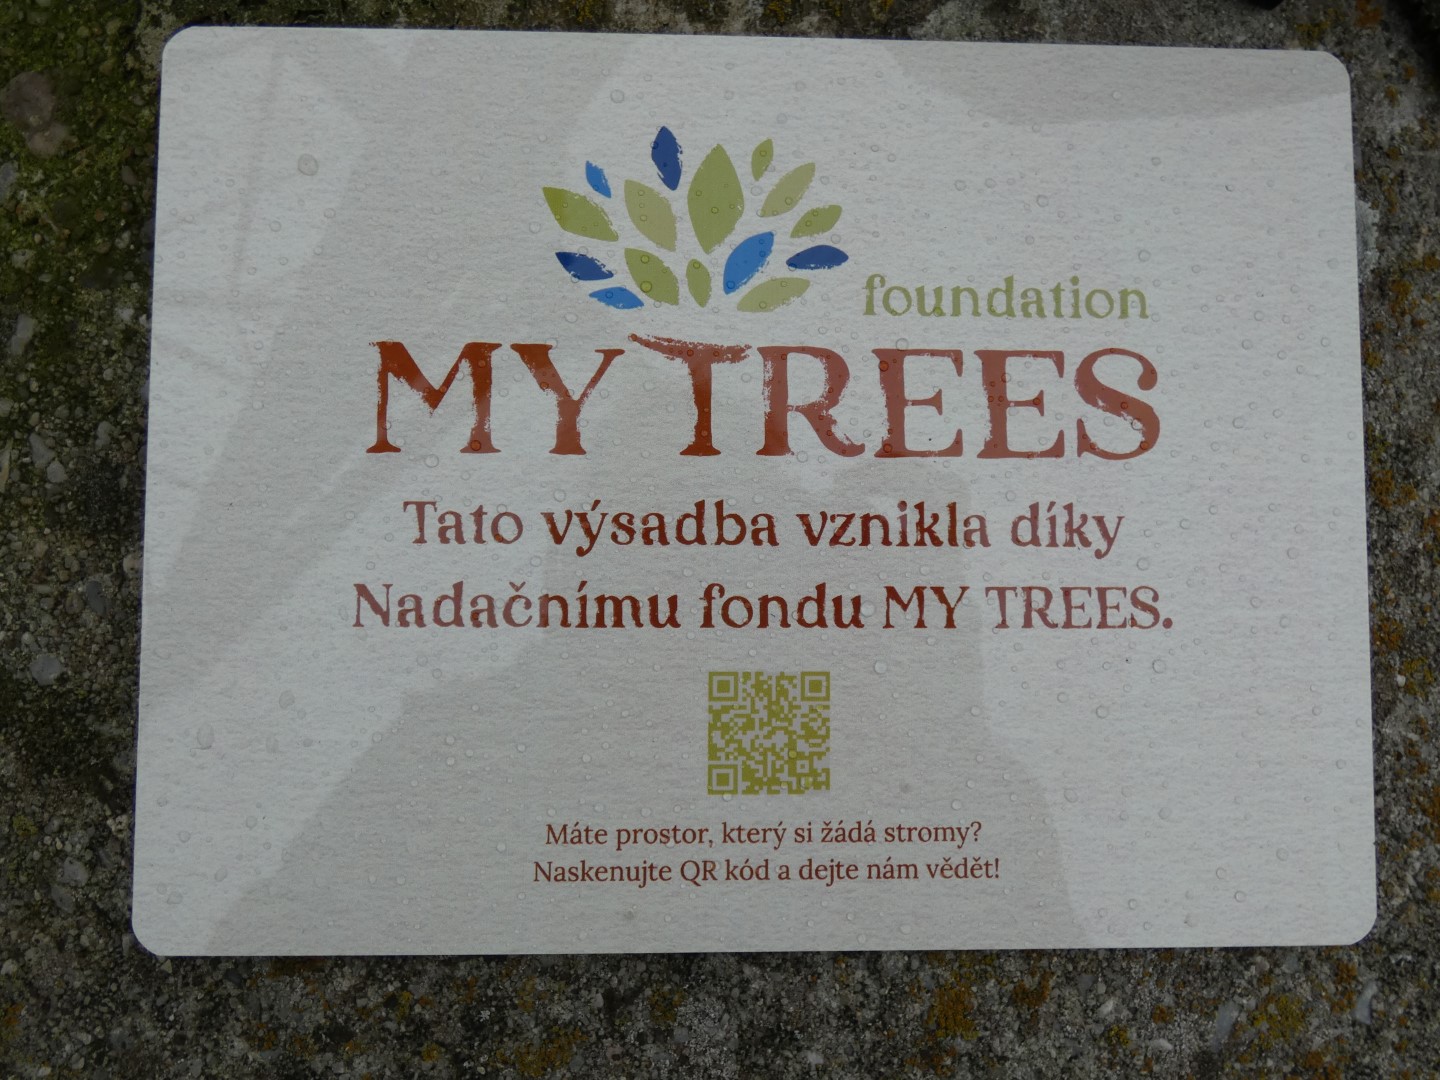 foundation
MY TREES
Tato výsadba vznikla díky
Nadačnímu fondu MY TREES.
Máte prostor, který si žádá stromy?
Naskenujte QR kód a dejte nám vědět!